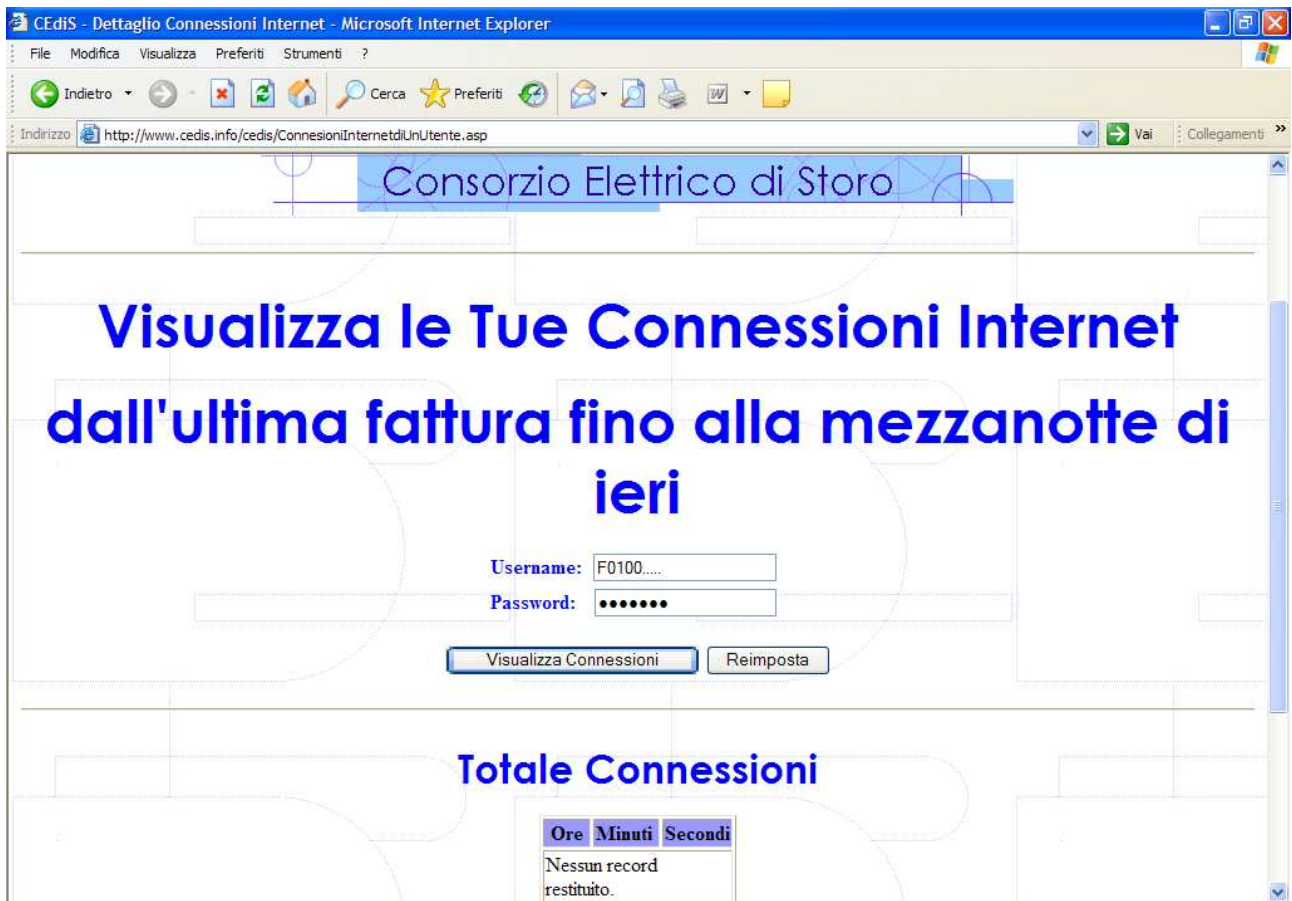 CEdiS - Dettaglio Connessioni Internet - Microsoft Internet Explorer
File Modifica Visualizza Preferiti Strumenti ?
Indietro Cerca Preferiti
Indirizzo http://www.cedis.info/cedis/ConnesioniInternetdiUnUtente.asp Vai Collegamenti »
Consorzio Elettrico di Storo
Visualizza le Tue Connessioni Internet
dall'ultima fattura fino alla mezzanotte di
ieri
Username: F0100.....
Password: •••••••
Visualizza Connessioni Reimposta
Totale Connessioni
Ore Minuti Secondi
Nessun record
restituito.